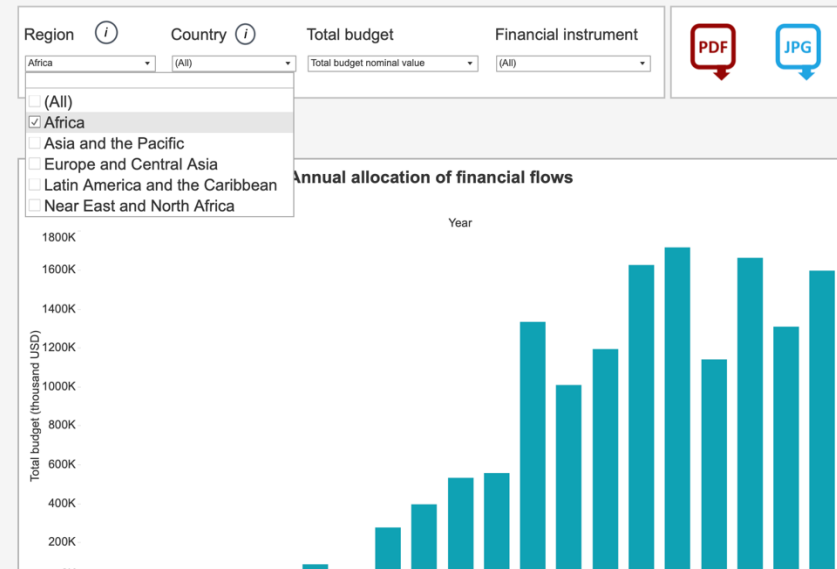 Region i Country i Total budget Financial instrument
Africa (All) Total budget nominal value (All)
PDF JPG
(All)
Africa
Asia and the Pacific
Europe and Central Asia
Latin America and the Caribbean
Near East and North Africa
Annual allocation of financial flows
Year
Total budget (thousand USD)
1800K
1600K
1400K
1200K
1000K
800K
600K
400K
200K